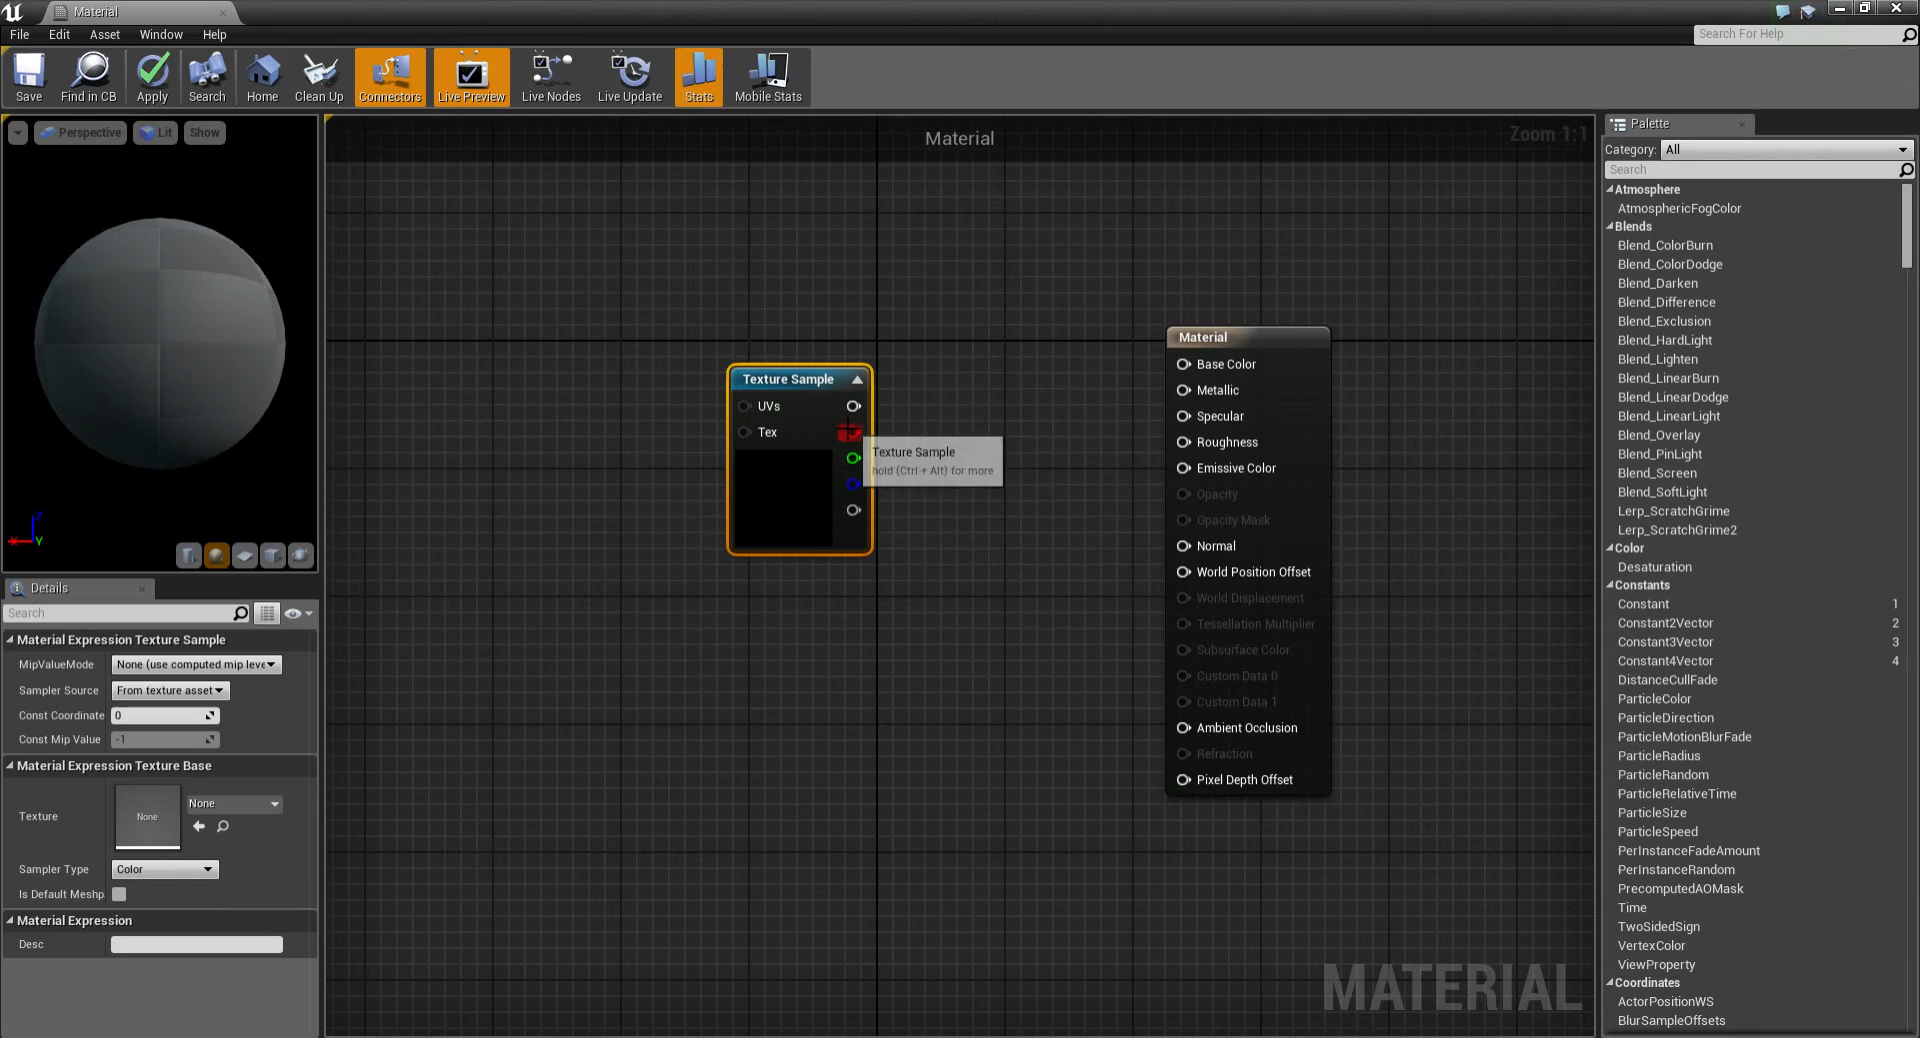 Material
File Edit Asset Window Help
Search For Help
Save Find in CB Apply Search Home Clean Up Connectors Live Preview Live Nodes Live Update Stats Mobile Stats
Perspective Lit Show
Material
Zoom 1:1
Texture Sample
UVs
Tex
Texture Sample
hold (Ctrl + Alt) for more
Material
Base Color
Metallic
Specular
Roughness
Emissive Color
Opacity
Opacity Mask
Normal
World Position Offset
World Displacement
Tessellation Multiplier
Subsurface Color
Custom Data 0
Custom Data 1
Ambient Occlusion
Refraction
Pixel Depth Offset
MATERIAL
Z
X
Y
Details
Search
Material Expression Texture Sample
MipValueMode None (use computed mip leve
Sampler Source From texture asset
Const Coordinate 0
Const Mip Value -1
Material Expression Texture Base
Texture None None
Sampler Type Color
Is Default Meshp
Material Expression
Desc
Palette
Category: All
Search
Atmosphere
AtmosphericFogColor
Blends
Blend_ColorBurn
Blend_ColorDodge
Blend_Darken
Blend_Difference
Blend_Exclusion
Blend_HardLight
Blend_Lighten
Blend_LinearBurn
Blend_LinearDodge
Blend_LinearLight
Blend_Overlay
Blend_PinLight
Blend_Screen
Blend_SoftLight
Lerp_ScratchGrime
Lerp_ScratchGrime2
Color
Desaturation
Constants
Constant 1
Constant2Vector 2
Constant3Vector 3
Constant4Vector 4
DistanceCullFade
ParticleColor
ParticleDirection
ParticleMotionBlurFade
ParticleRadius
ParticleRandom
ParticleRelativeTime
ParticleSize
ParticleSpeed
PerInstanceFadeAmount
PerInstanceRandom
PrecomputedAOMask
Time
TwoSidedSign
VertexColor
ViewProperty
Coordinates
ActorPositionWS
BlurSampleOffsets